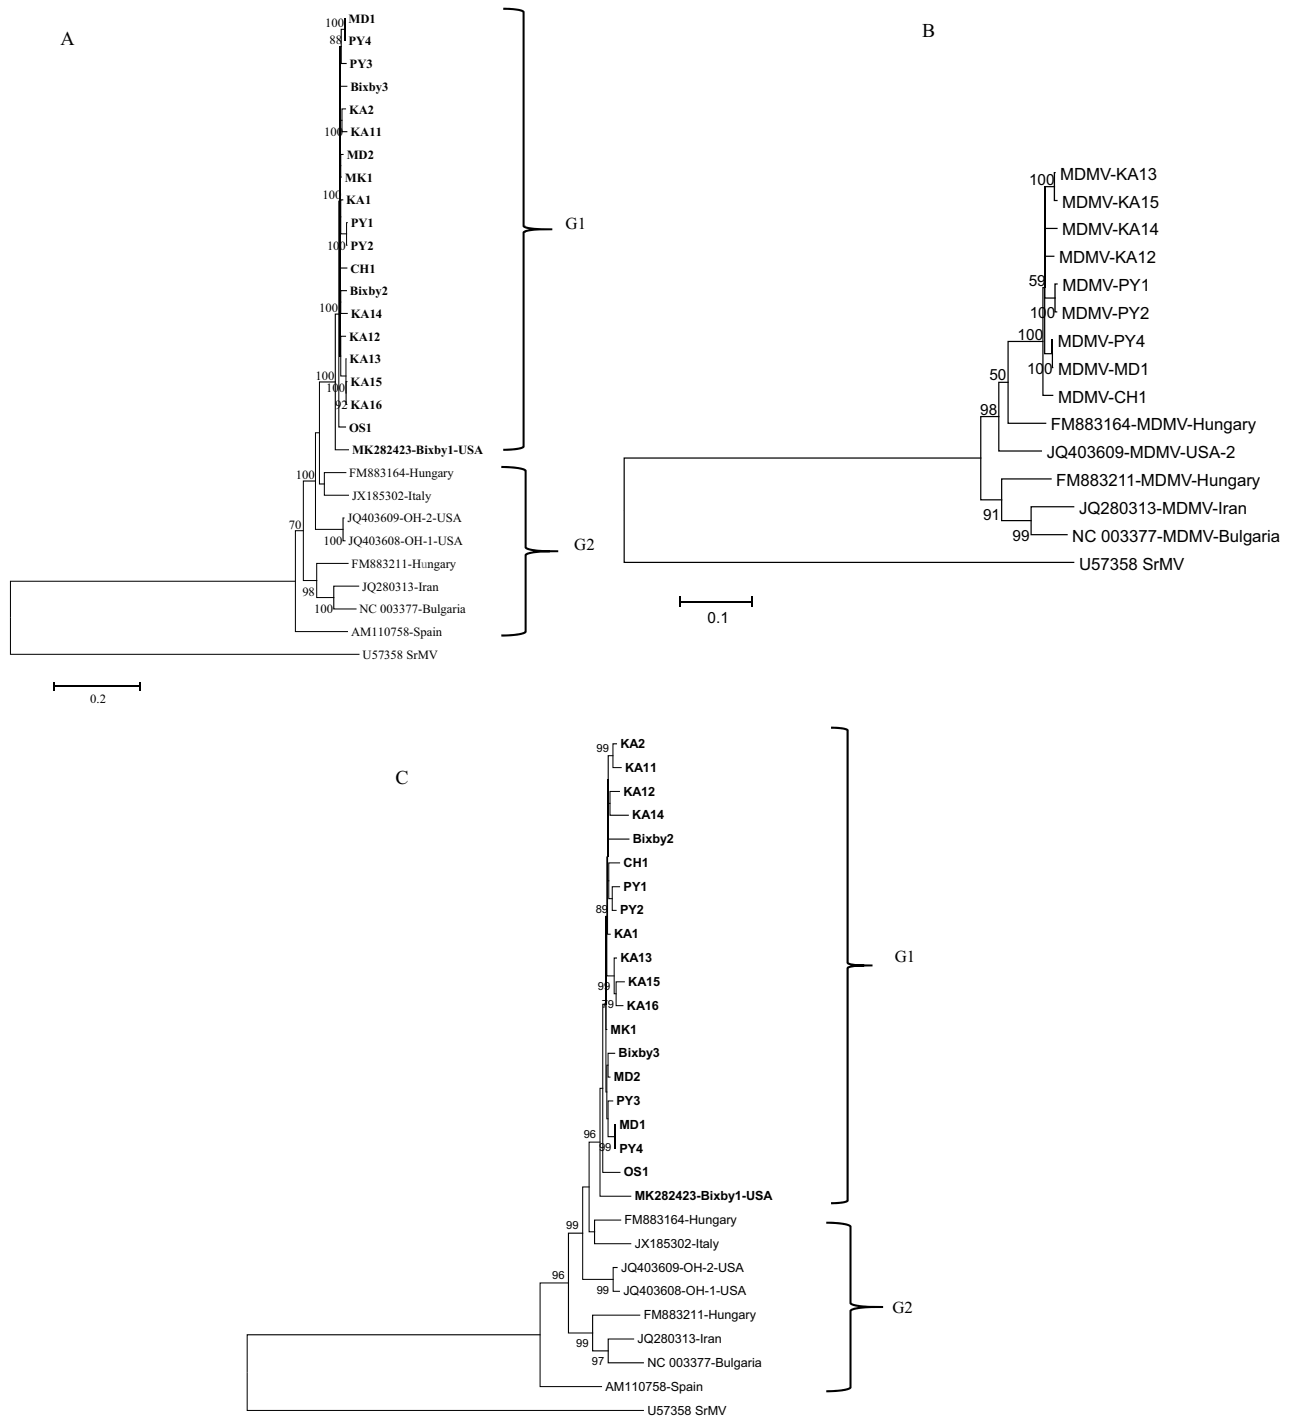 A
100
MD1
88
PY4
PY3
Bixby3
KA2
100
KA11
MD2
MK1
100
KA1
PY1
100
PY2
CH1
Bixby2
100
KA14
KA12
KA13
100
KA15
100
92
KA16
OS1
MK282423-Bixby1-USA
100
FM883164-Hungary
JX185302-Italy
JQ403609-OH-2-USA
100
JQ403608-OH-1-USA
70
FM883211-Hungary
98
JQ280313-Iran
100
NC 003377-Bulgaria
AM110758-Spain
U57358 SrMV
G1
G2
0.2
B
100
MDMV-KA13
MDMV-KA15
MDMV-KA14
MDMV-KA12
59
MDMV-PY1
100
MDMV-PY2
100
MDMV-PY4
100
MDMV-MD1
50
MDMV-CH1
98
FM883164-MDMV-Hungary
JQ403609-MDMV-USA-2
FM883211-MDMV-Hungary
91
JQ280313-MDMV-Iran
99
NC 003377-MDMV-Bulgaria
U57358 SrMV
0.1
C
99
KA2
KA11
KA12
KA14
Bixby2
CH1
PY1
89
PY2
KA1
KA13
99
KA15
79
KA16
MK1
Bixby3
MD2
PY3
MD1
96
99
PY4
OS1
MK282423-Bixby1-USA
99
FM883164-Hungary
JX185302-Italy
96
JQ403609-OH-2-USA
99
JQ403608-OH-1-USA
FM883211-Hungary
99
JQ280313-Iran
97
NC 003377-Bulgaria
AM110758-Spain
U57358 SrMV
G1
G2